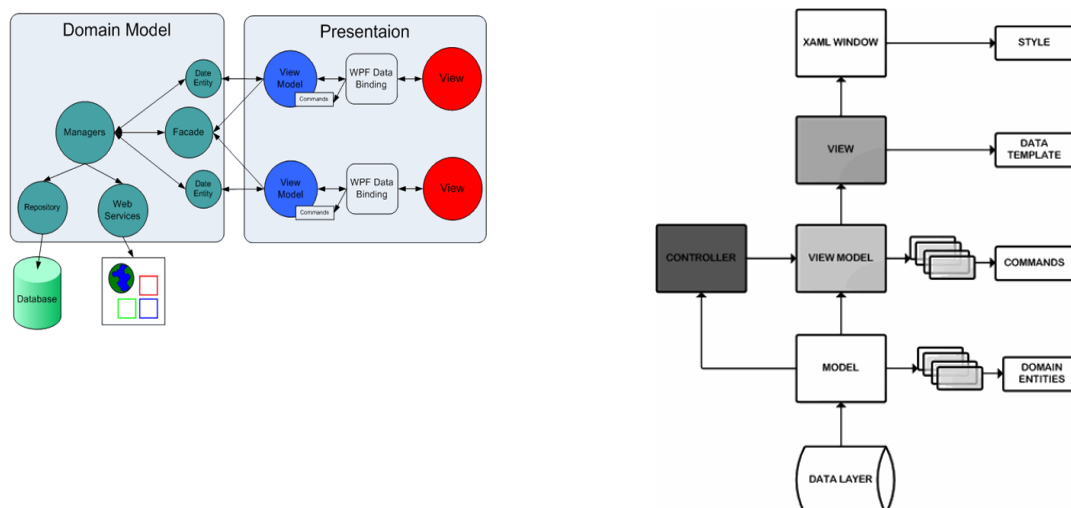 Domain Model
Presentaion
Date
Entity
View
Model
Commands
WPF Data
Binding
View
Managers
Facade
Date
Entity
View
Model
Commands
WPF Data
Binding
View
Repository
Web
Services
Database
XAML WINDOW
STYLE
VIEW
DATA
TEMPLATE
CONTROLLER
VIEW MODEL
COMMANDS
MODEL
DOMAIN
ENTITIES
DATA LAYER